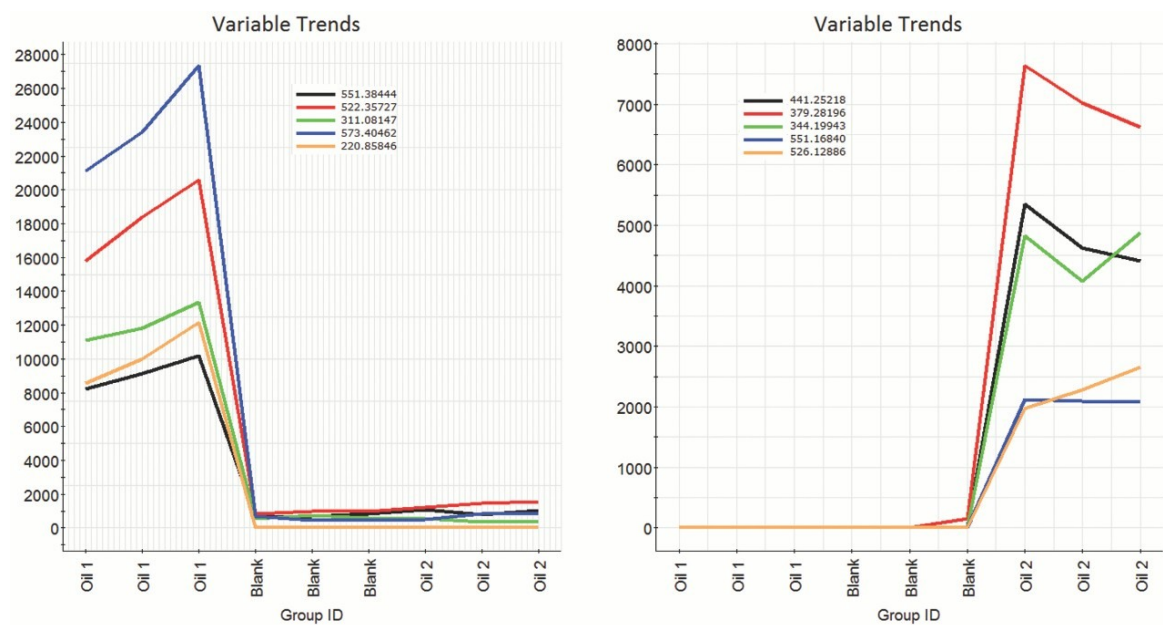 Variable Trends
28000
26000
24000
22000
20000
18000
16000
14000
12000
10000
8000
6000
4000
2000
0
551.38444
522.35727
311.08147
573.40462
220.85846
Oil 1
Oil 1
Oil 1
Blank
Blank
Blank
Oil 2
Oil 2
Oil 2
Group ID
Variable Trends
8000
7000
6000
5000
4000
3000
2000
1000
0
441.25218
379.28196
344.19943
551.16840
526.12886
Oil 1
Oil 1
Oil 1
Blank
Blank
Blank
Oil 2
Oil 2
Oil 2
Group ID